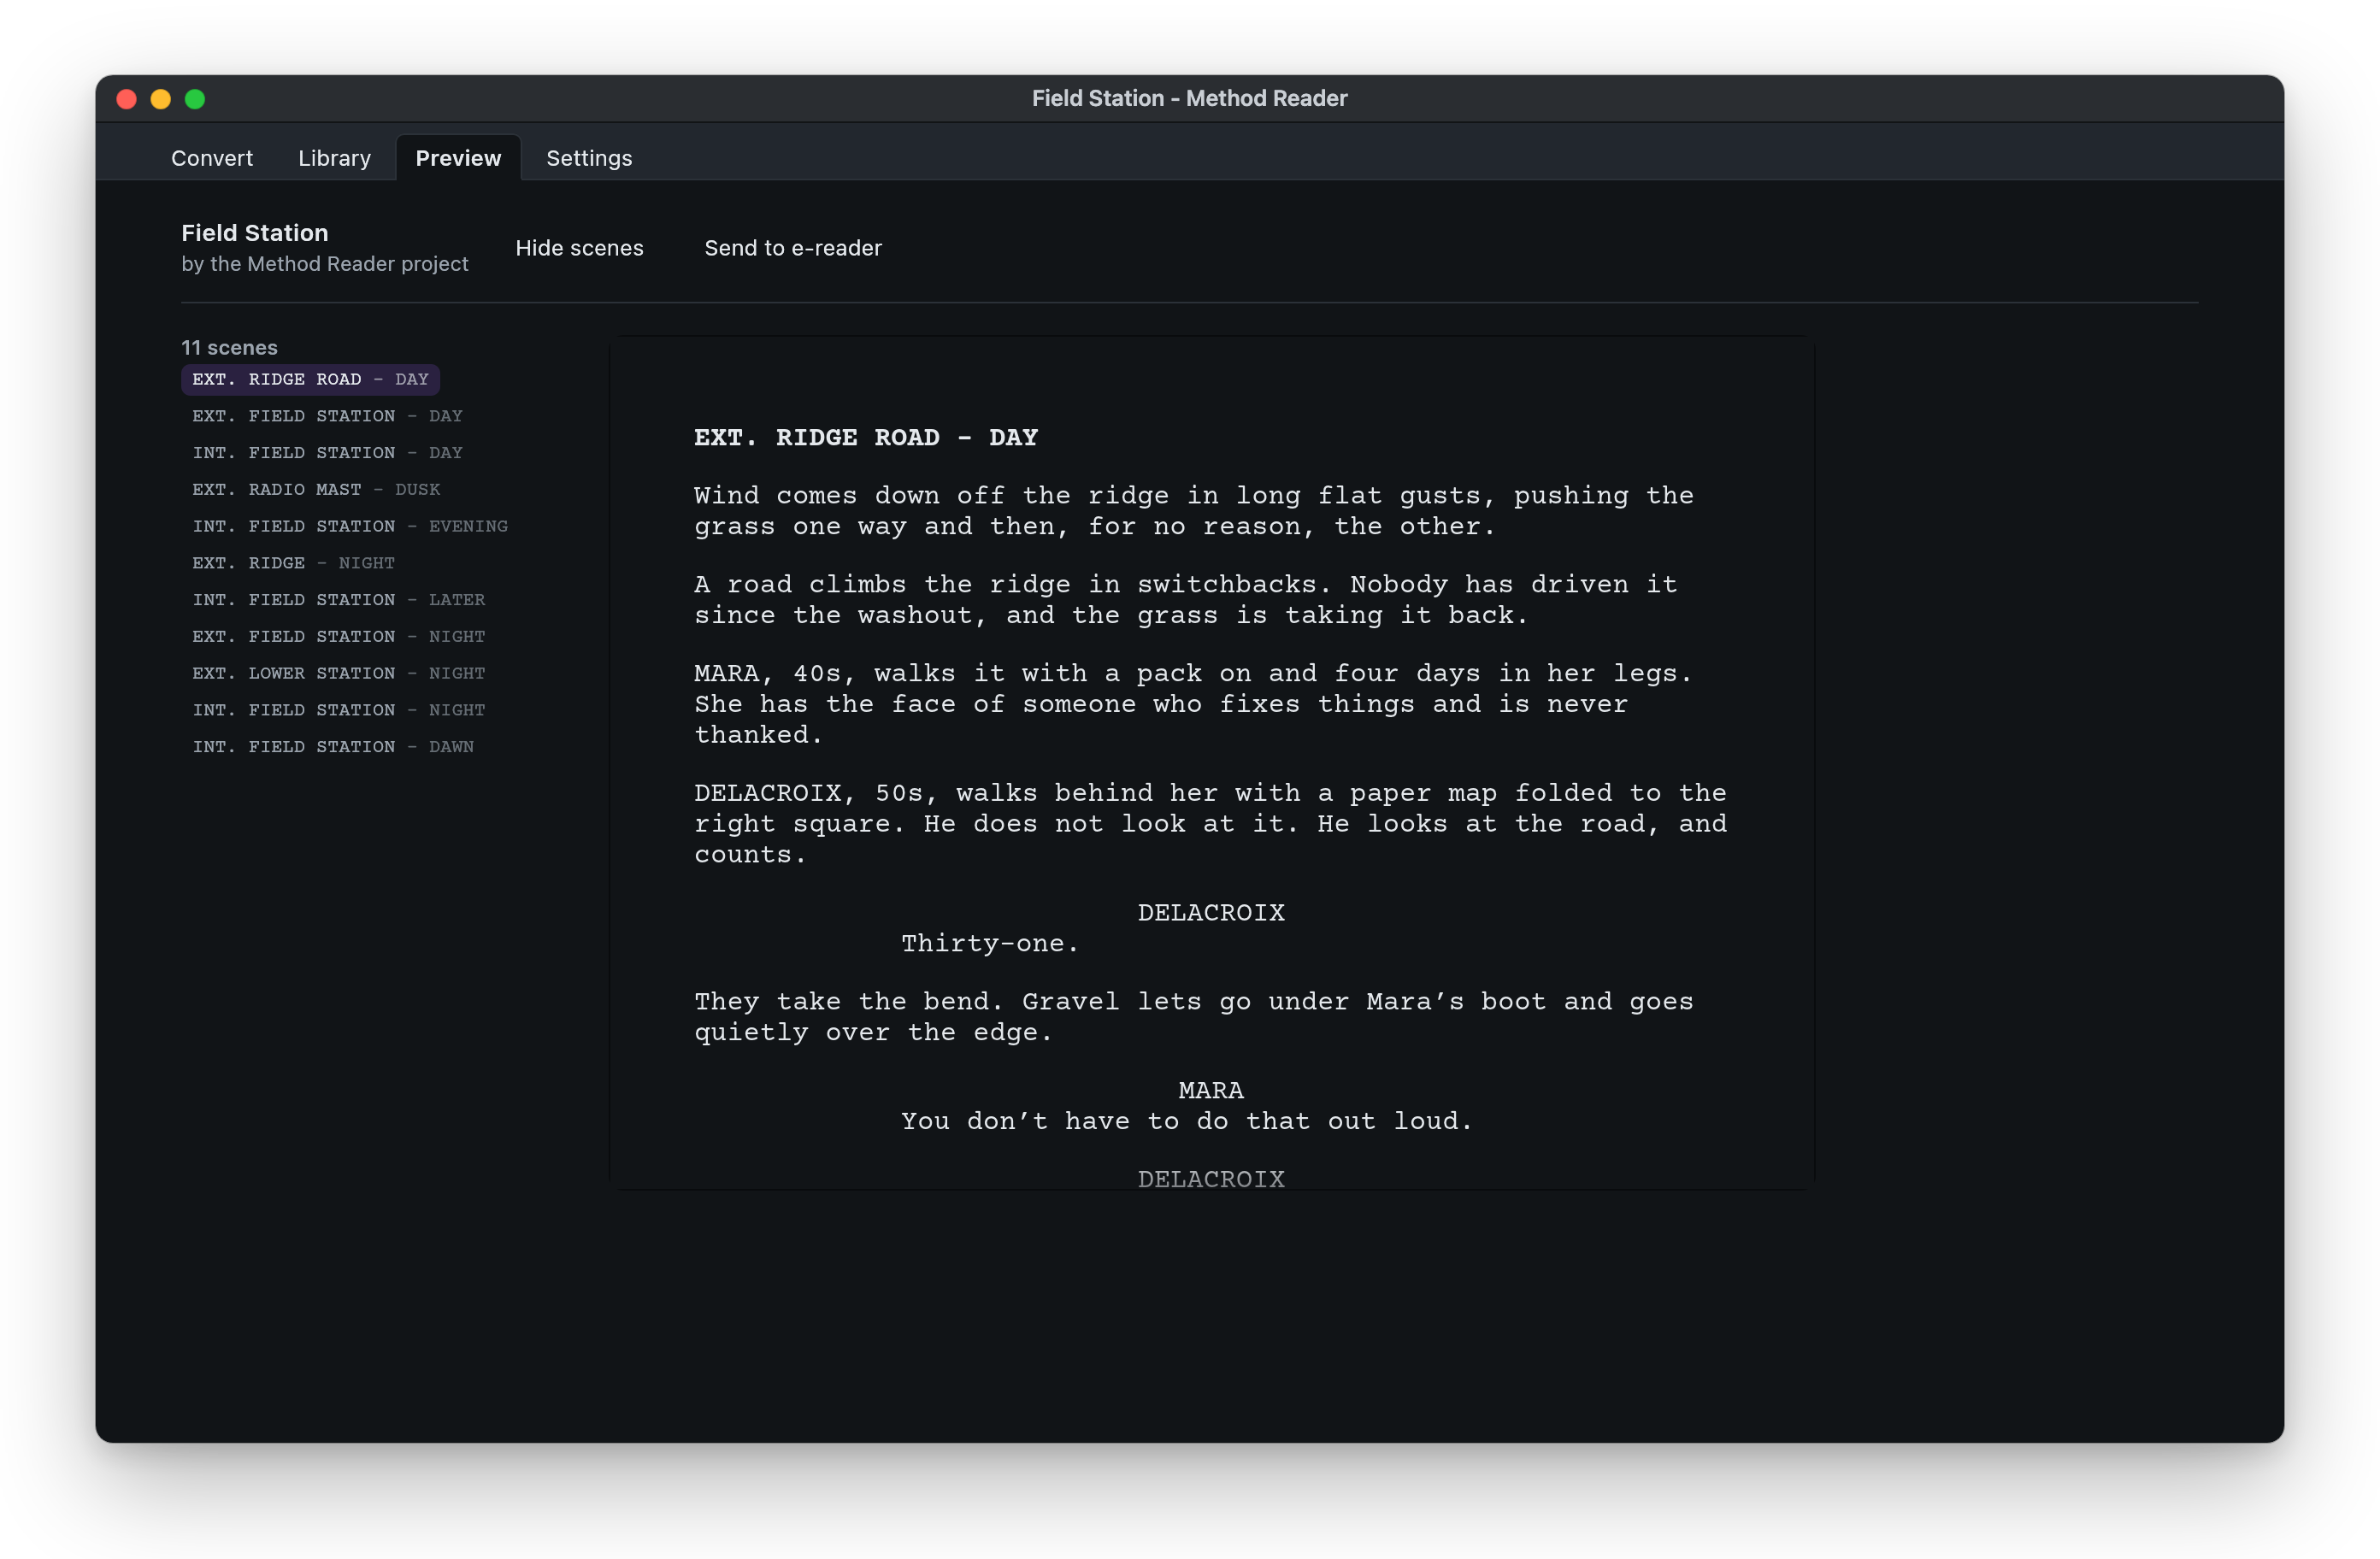 Field Station - Method Reader
Convert
Library
Preview
Settings
Field Station
by the Method Reader project
Hide scenes
Send to e-reader
11 scenes
EXT. RIDGE ROAD - DAY
EXT. FIELD STATION - DAY
INT. FIELD STATION - DAY
EXT. RADIO MAST - DUSK
INT. FIELD STATION - EVENING
EXT. RIDGE - NIGHT
INT. FIELD STATION - LATER
EXT. FIELD STATION - NIGHT
EXT. LOWER STATION - NIGHT
INT. FIELD STATION - NIGHT
INT. FIELD STATION - DAWN
EXT. RIDGE ROAD - DAY
Wind comes down off the ridge in long flat gusts, pushing the
grass one way and then, for no reason, the other.
A road climbs the ridge in switchbacks. Nobody has driven it
since the washout, and the grass is taking it back.
MARA, 40s, walks it with a pack on and four days in her legs.
She has the face of someone who fixes things and is never
thanked.
DELACROIX, 50s, walks behind her with a paper map folded to the
right square. He does not look at it. He looks at the road, and
counts.
DELACROIX
Thirty-one.
They take the bend. Gravel lets go under Mara’s boot and goes
quietly over the edge.
MARA
You don’t have to do that out loud.
DELACROIX